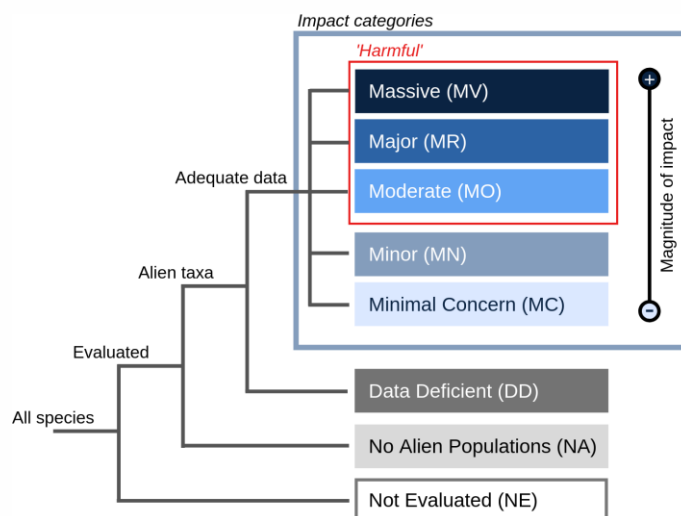 Impact categories
'Harmful'
Massive (MV)
+
Major (MR)
Adequate data
Moderate (MO)
Magnitude of impact
Minor (MN)
Alien taxa
Minimal Concern (MC)
-
Evaluated
Data Deficient (DD)
All species
No Alien Populations (NA)
Not Evaluated (NE)